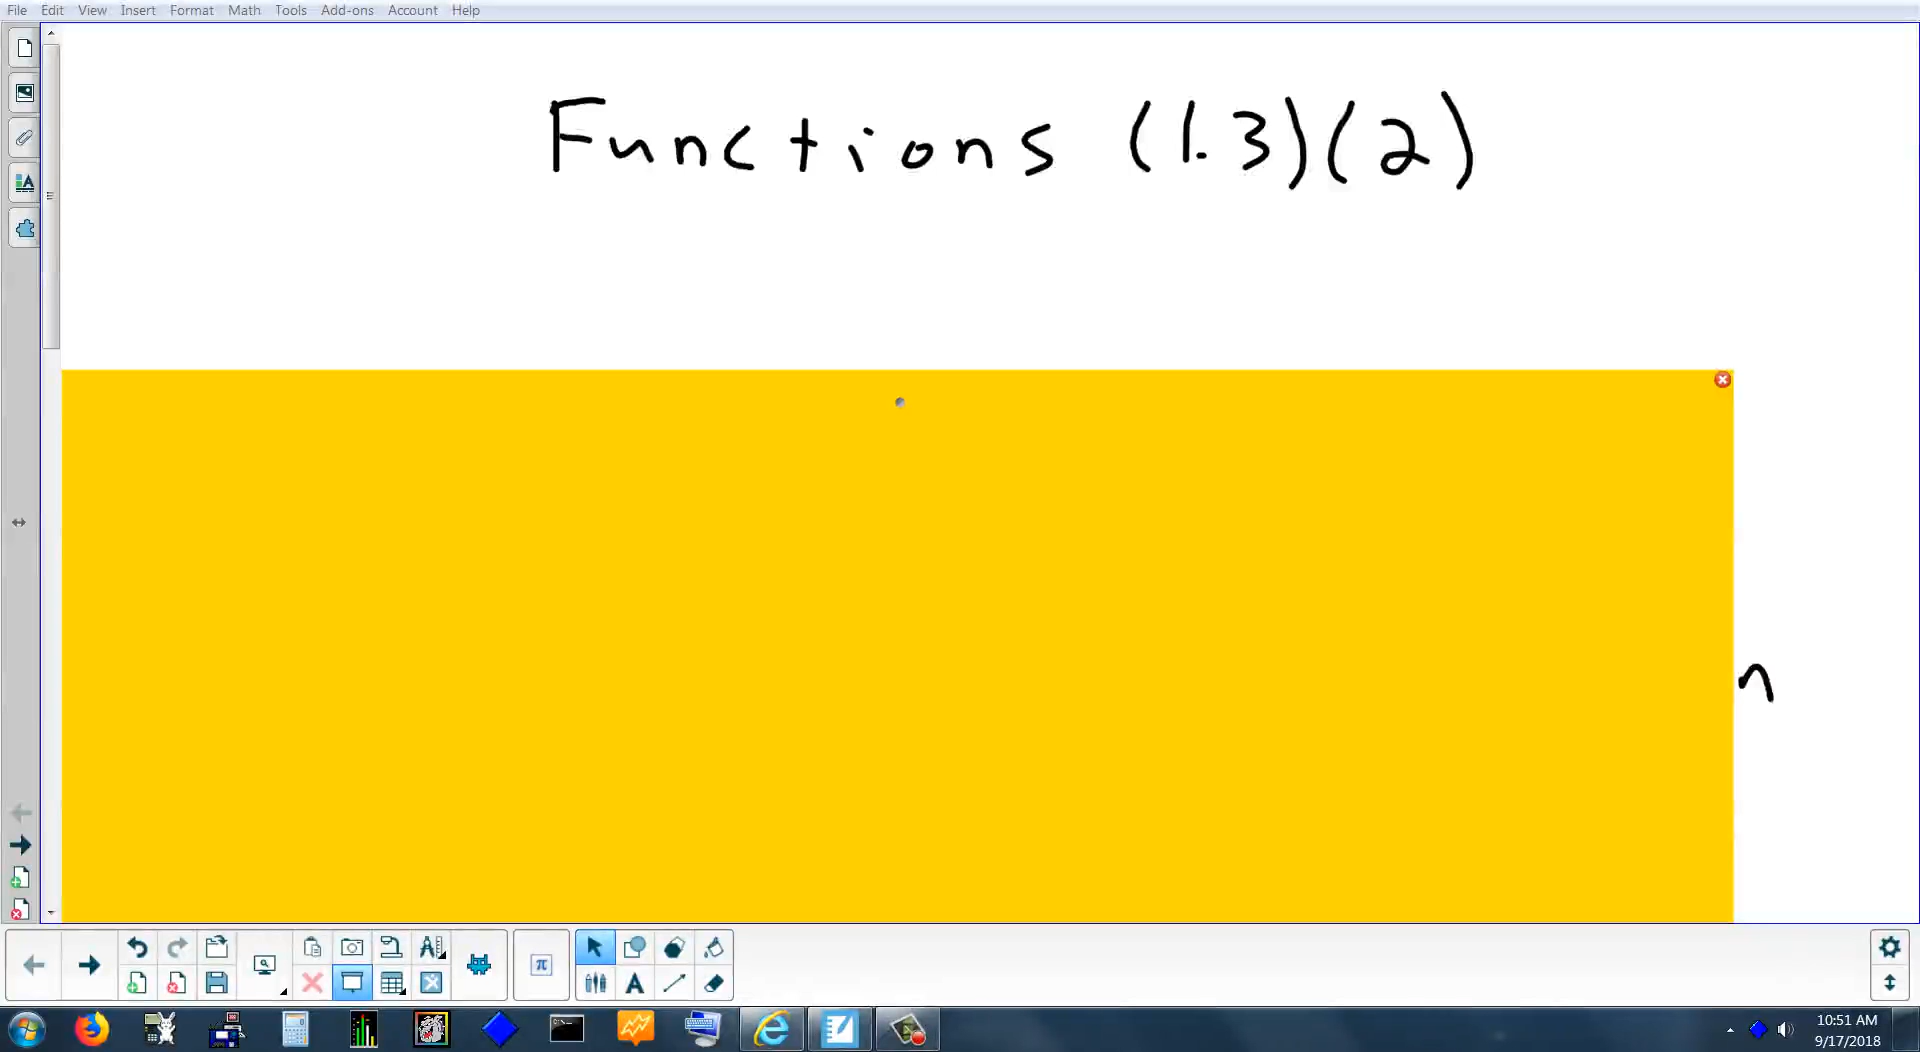 File Edit View Insert Format Math Tools Add-ons Account Help
Functions (1.3)(2)
n
π
A
10:51 AM
9/17/2018